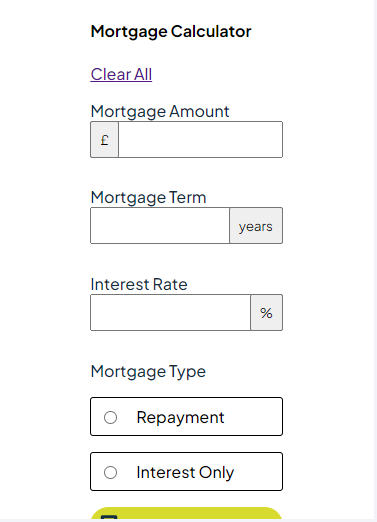 Mortgage Calculator
Clear All
Mortgage Amount
£
Mortgage Term
years
Interest Rate
%
Mortgage Type
Repayment
Interest Only